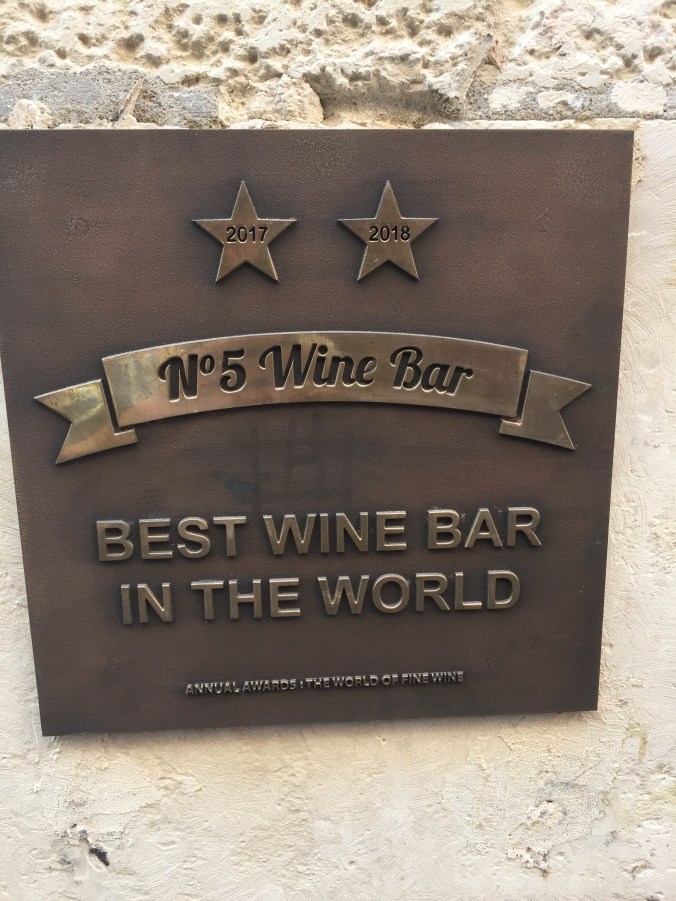 2017 2018
Nº5 Wine Bar
BEST WINE BAR
IN THE WORLD
ANNUAL AWARDS : THE WORLD OF FINE WINE